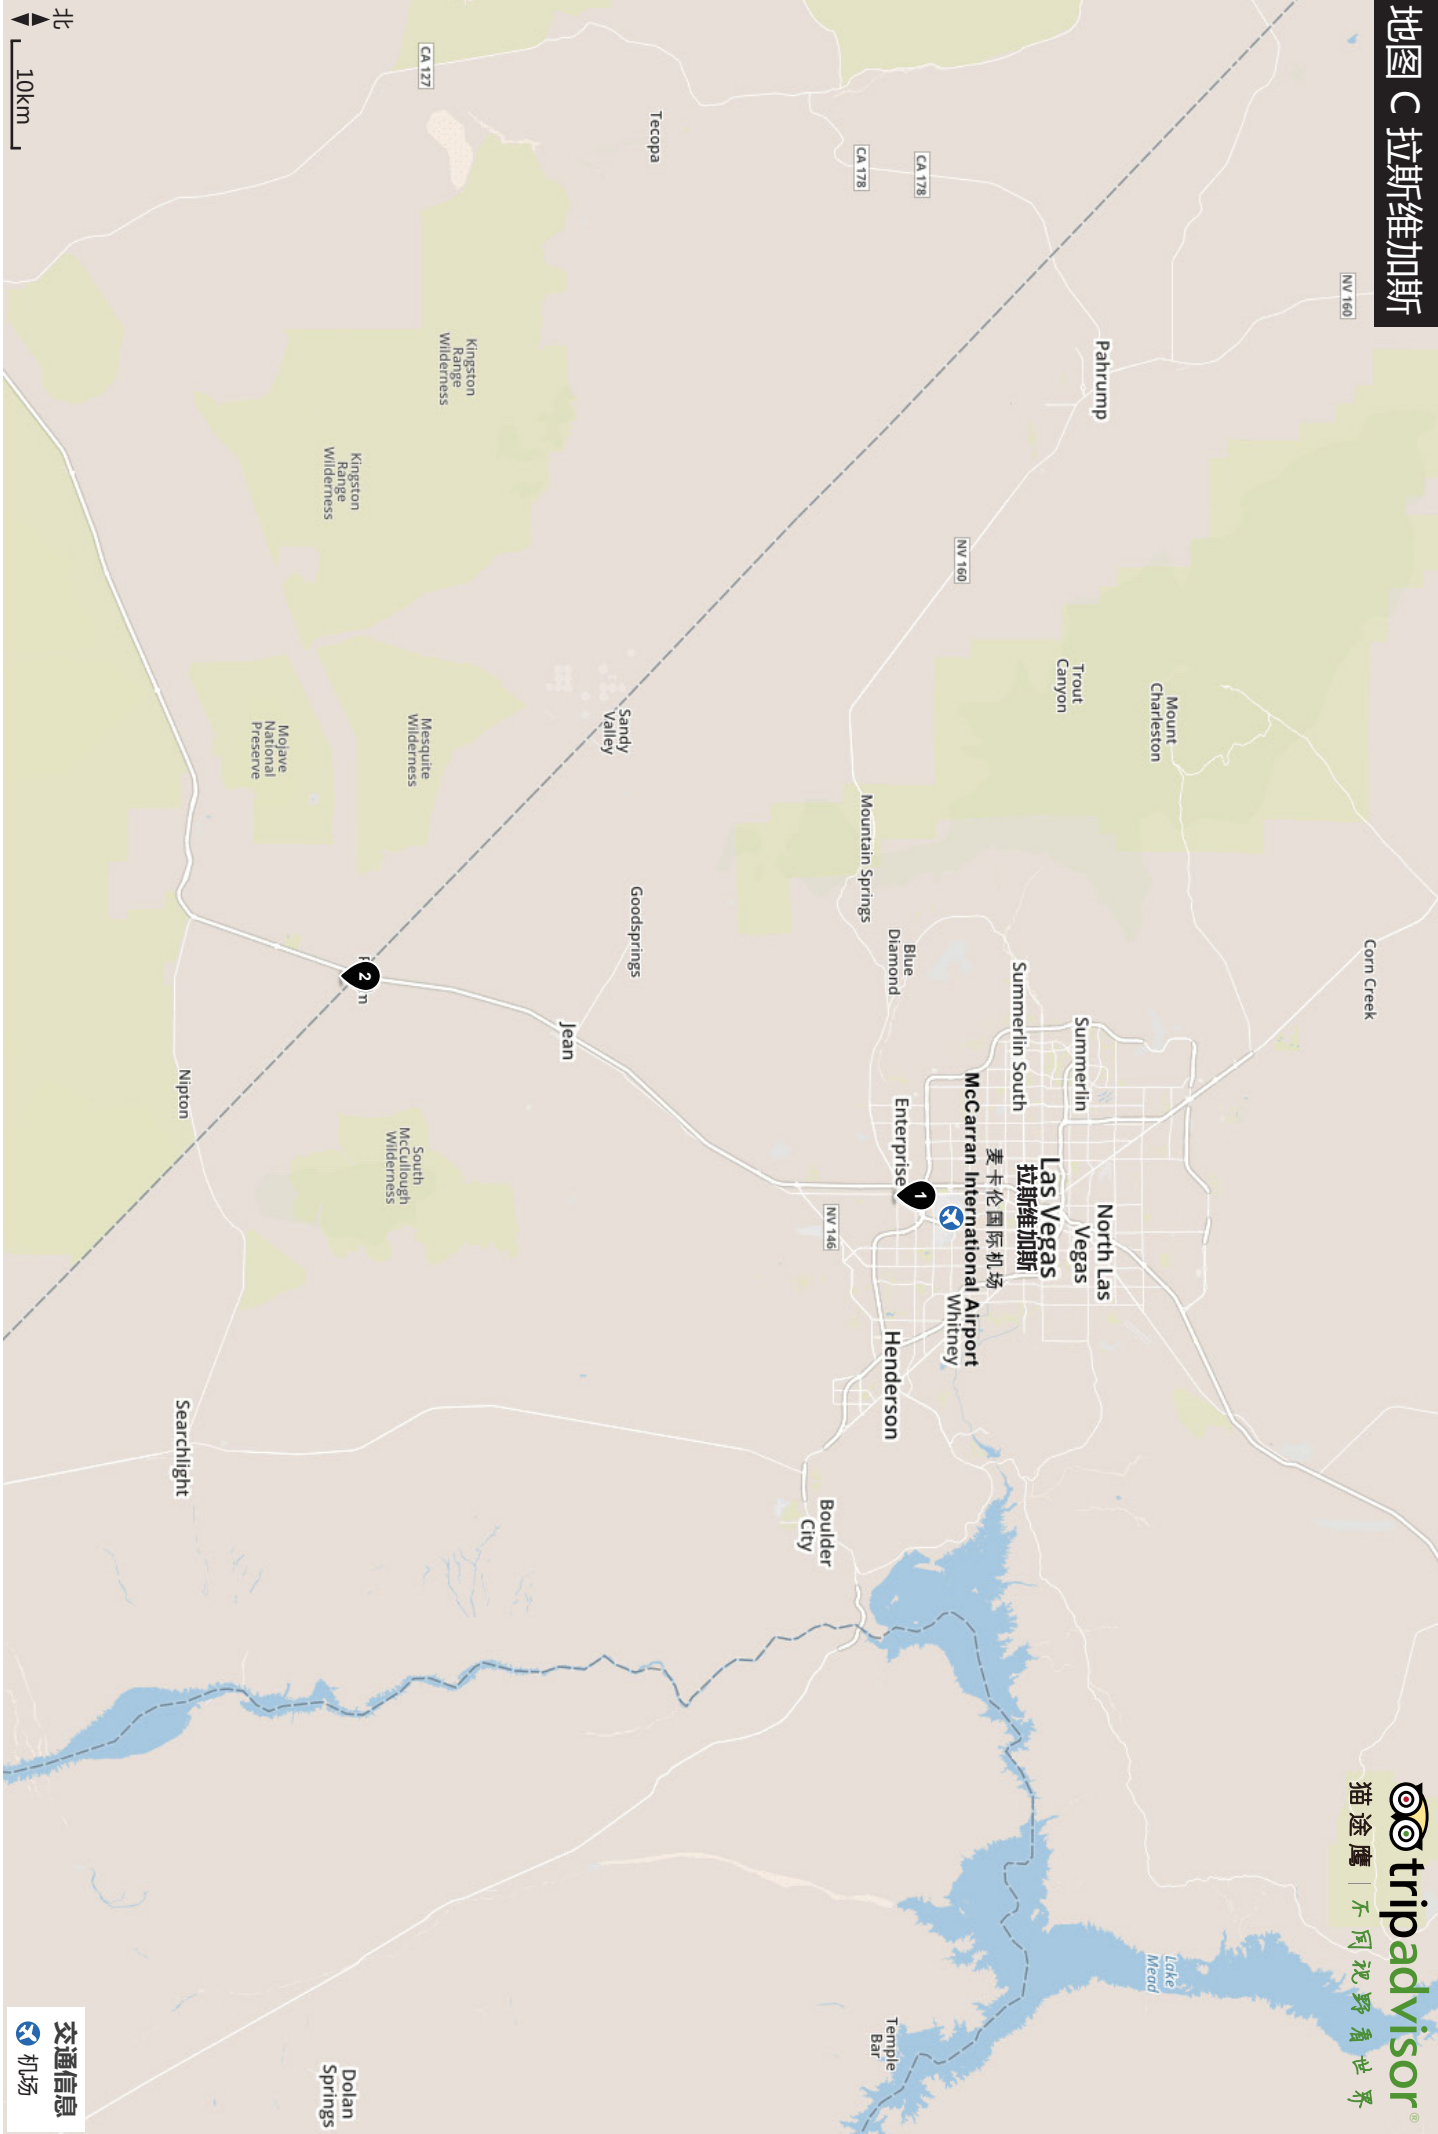 地图 C 拉斯维加斯
tripadvisor®
猫途鹰 | 不同视野看世界
NV 160
Corn Creek
Mount
Charleston
Lake
Mead
Pahrump
Trout
Canyon
Summerlin
North Las
Vegas
Las Vegas
拉斯维加斯
Summerlin South
麦卡伦国际机场
McCarran International Airport
NV 160
Whitney
CA 178
CA 178
1
Blue
Diamond
Enterprise
Henderson
Mountain Springs
Temple
Bar
NV 146
Boulder
City
Tecopa
Sandy
Valley
Goodsprings
Jean
CA 127
Kingston
Range
Wilderness
Mesquite
Wilderness
South
McCullough
Wilderness
2
Kingston
Range
Wilderness
Dolan
Springs
Mojave
National
Preserve
Nipton
Searchlight
北
10km
交通信息
机场